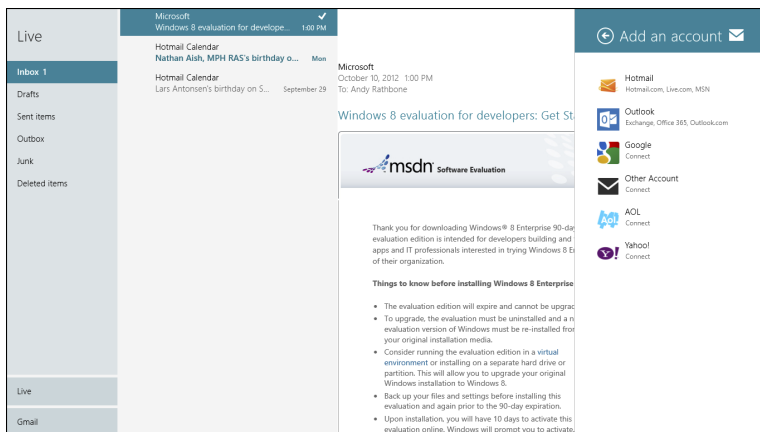 Live
Inbox 1
Drafts
Sent items
Outbox
Junk
Deleted items
Live
Gmail
Microsoft
Windows 8 evaluation for develope... 1:00 PM
Hotmail Calendar
Nathan Aish, MPH RAS's birthday o... Mon
Hotmail Calendar
Lars Antonsen's birthday on S... September 29
Microsoft
October 10, 2012 1:00 PM
To: Andy Rathbone
Windows 8 evaluation for developers: Get Sta
msdn Software Evaluation
Thank you for downloading Windows® 8 Enterprise 90-day
evaluation edition is intended for developers building and
apps and IT professionals interested in trying Windows 8 E
of their organization.
Things to know before installing Windows 8 Enterprise
• The evaluation edition will expire and cannot be upgrad
• To upgrade, the evaluation must be uninstalled and a n
evaluation version of Windows must be re-installed fror
your original installation media.
• Consider running the evaluation edition in a virtual
environment or installing on a separate hard drive or
partition. This will allow you to upgrade your original
Windows installation to Windows 8.
• Back up your files and settings before installing this
evaluation and again prior to the 90-day expiration.
• Upon installation, you will have 10 days to activate this
evaluation online. Windows will prompt you to activate.
Add an account
Hotmail
Hotmail.com, Live.com, MSN
Outlook
Exchange, Office 365, Outlook.com
Google
Connect
Other Account
Connect
AOL
Connect
Yahoo!
Connect